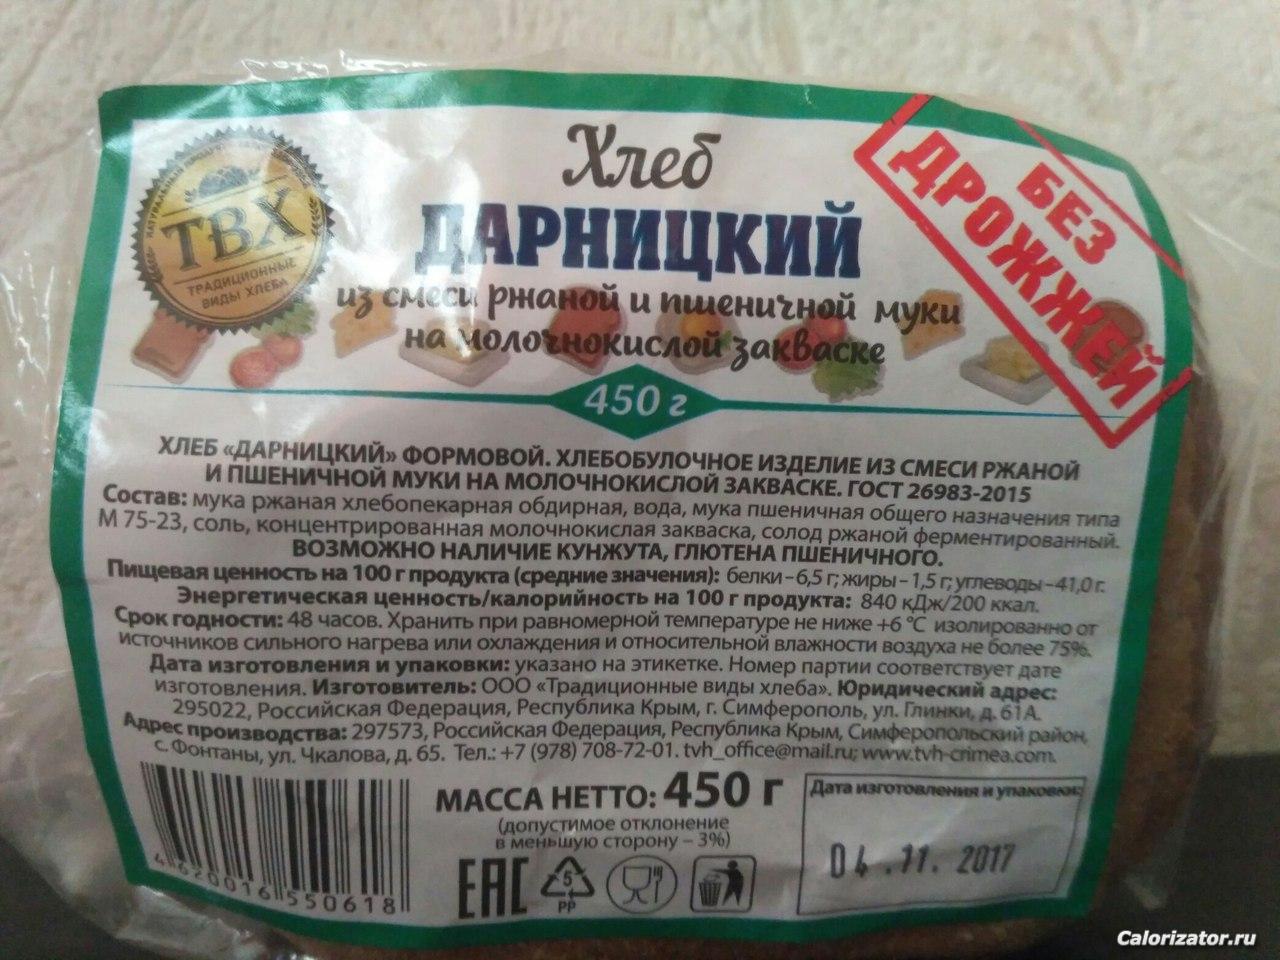 Хлеб
ДАРНИЦКИЙ
из смеси ржаной и пшеничной муки
на молочнокислой закваске
450 г
БЕЗ
ДРОЖЖЕЙ
ТВХ
ТРАДИЦИОННЫЕ
ВИДЫ ХЛЕБА
ХЛЕБ «ДАРНИЦКИЙ» ФОРМОВОЙ. ХЛЕБОБУЛОЧНОЕ ИЗДЕЛИЕ ИЗ СМЕСИ РЖАНОЙ
И ПШЕНИЧНОЙ МУКИ НА МОЛОЧНОКИСЛОЙ ЗАКВАСКЕ. ГОСТ 26983-2015
Состав: мука ржаная хлебопекарная обдирная, вода, мука пшеничная общего назначения типа
М 75-23, соль, концентрированная молочнокислая закваска, солод ржаной ферментированный.
ВОЗМОЖНО НАЛИЧИЕ КУНЖУТА, ГЛЮТЕНА ПШЕНИЧНОГО.
Пищевая ценность на 100 г продукта (средние значения): белки – 6,5 г; жиры – 1,5 г; углеводы – 41,0 г.
Энергетическая ценность/калорийность на 100 г продукта: 840 кДж/200 ккал.
Срок годности: 48 часов. Хранить при равномерной температуре не ниже +6 °С изолированно от
источников сильного нагрева или охлаждения и относительной влажности воздуха не более 75%.
Дата изготовления и упаковки: указано на этикетке. Номер партии соответствует дате
изготовления. Изготовитель: ООО «Традиционные виды хлеба». Юридический адрес:
295022, Российская Федерация, Республика Крым, г. Симферополь, ул. Глинки, д. 61А.
Адрес производства: 297573, Российская Федерация, Республика Крым, Симферопольский район,
с. Фонтаны, ул. Чкалова, д. 65. Тел.: +7 (978) 708-72-01. tvh_office@mail.ru; www.tvh-crimea.com.
МАССА НЕТТО: 450 г
(допустимое отклонение
в меньшую сторону – 3%)
Дата изготовления и упаковки:
04.11.2017
4 620016 550618
ЕАС
5
PP
Calorizator.ru